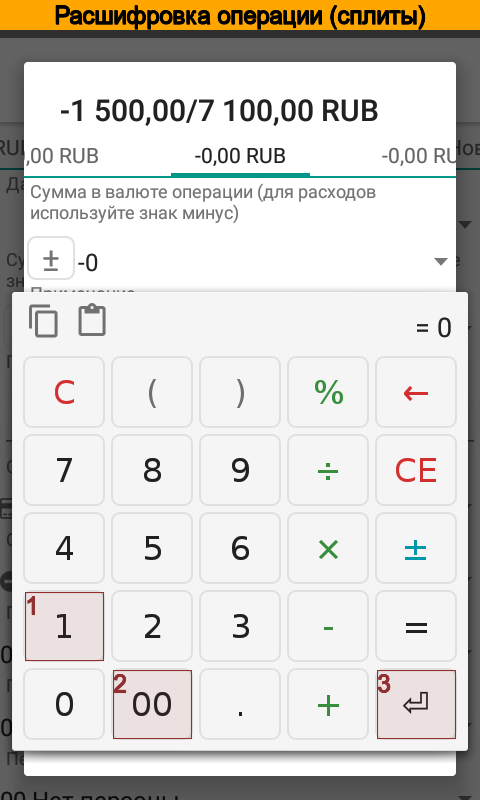 Расшифровка операции (сплиты)
-1 500,00/7 100,00 RUB
,00 RUB -0,00 RUB -0,00 RU
Сумма в валюте операции (для расходов
используйте знак минус)
± -0
Примечание
= 0
C ( ) % ←
7 8 9 ÷ CE
4 5 6 × ±
1 1 2 3 - =
0 2 00 . + 3 ⏎
00 Нет персоны